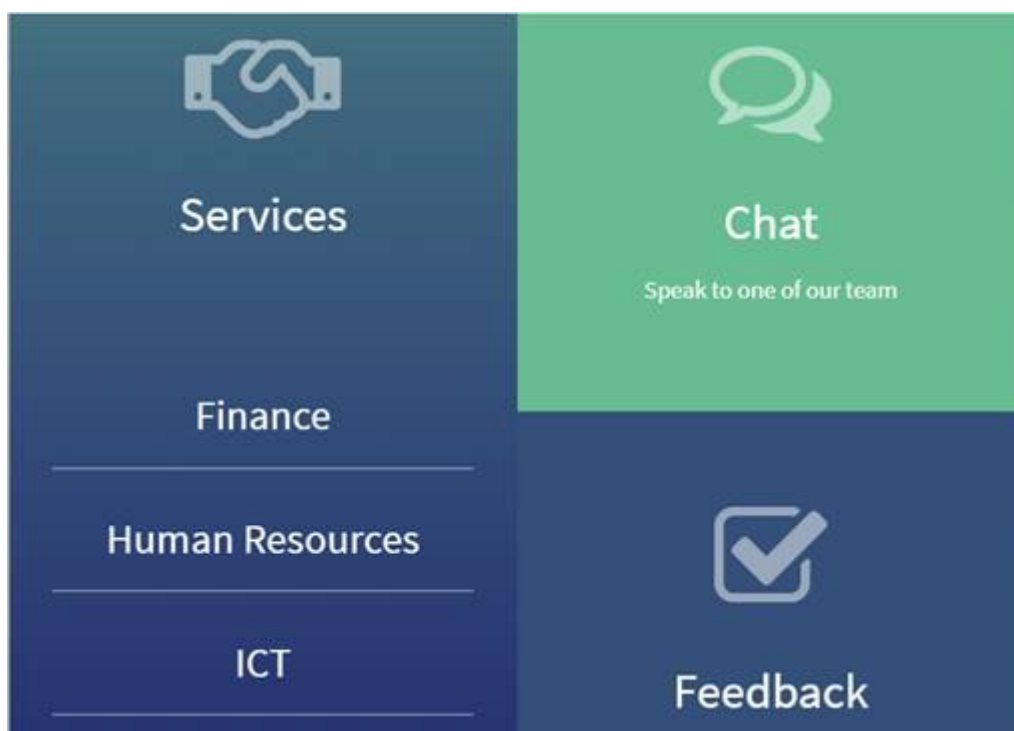 Services
Finance
Human Resources
ICT
Chat
Speak to one of our team
Feedback